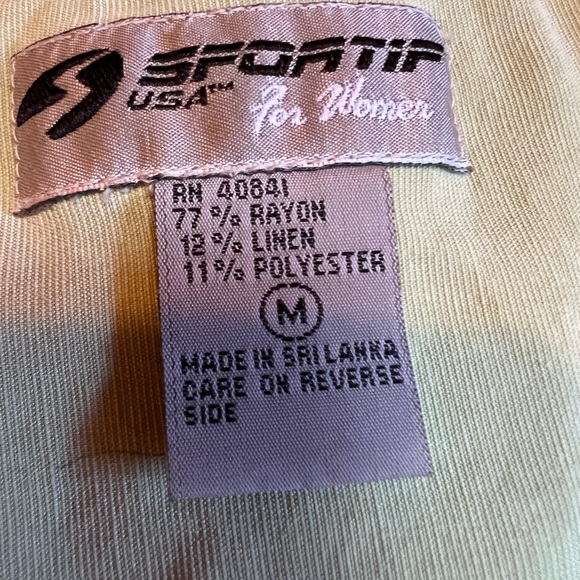 SPORTIF
USA™
For Women
RN 40841
77% RAYON
12% LINEN
11% POLYESTER
M
MADE IN SRI LANKA
CARE ON REVERSE
SIDE